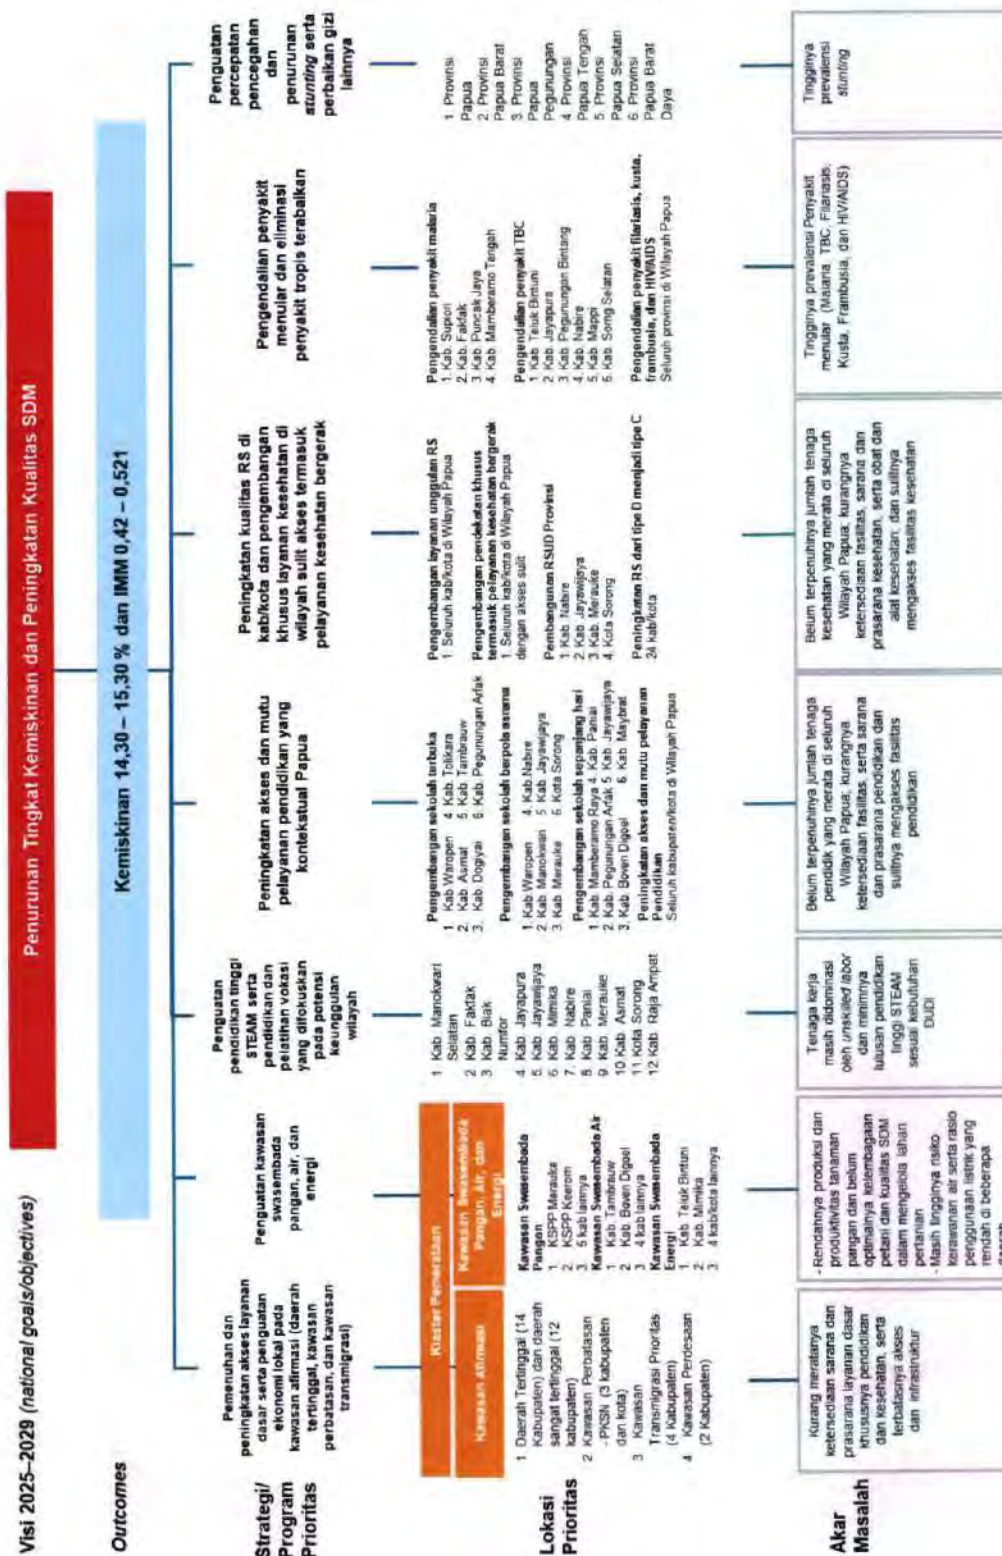 Visi 2025–2029 (national goals/objectives)
Penurunan Tingkat Kemiskinan dan Peningkatan Kualitas SDM
Outcomes
Kemiskinan 14,30 – 15,30 % dan IMM 0,42 – 0,521
Strategi/
Program
Prioritas
Pemenuhan dan
peningkatan akses layanan
dasar serta penguatan
ekonomi lokal pada
kawasan afirmasi (daerah
tertinggal, kawasan
perbatasan, dan kawasan
transmigrasi)
Penguatan kawasan
swasembada
pangan, air, dan
energi
Penguatan
pendidikan tinggi
STEAM serta
pendidikan dan
pelatihan vokasi
yang difokuskan
pada potensi
keunggulan
wilayah
Peningkatan akses dan mutu
pelayanan pendidikan yang
kontekstual Papua
Peningkatan kualitas RS di
kab/kota dan pengembangan
khusus layanan kesehatan di
wilayah sulit akses termasuk
pelayanan kesehatan bergerak
Pengendalian penyakit
menular dan eliminasi
penyakit tropis terabaikan
Penguatan
percepatan
pencegahan
dan
penurunan
stunting serta
perbaikan gizi
lainnya
Lokasi
Prioritas
Klaster Pemerataan
Kawasan Afirmasi
Kawasan Swasembada
Pangan, Air, dan
Energi
1 Daerah Tertinggal (14
Kabupaten) dan daerah
sangat tertinggal (12
kabupaten)
2 Kawasan Perbatasan
- PKSN (3 kabupaten
dan kota)
3 Kawasan
Transmigrasi Prioritas
(4 Kabupaten)
4 Kawasan Perdesaan
(2 Kabupaten)
Kawasan Swasembada
Pangan
1 KSPP Merauke
2 KSPP Keerom
3. 5 kab lainnya
Kawasan Swasembada Air
1 Kab. Tambrauw
2 Kab. Boven Digoel
3 4 kab lainnya
Kawasan Swasembada
Energi
1. Kab. Teluk Bintuni
2. Kab. Mimika
3. 4 kab/kota lainnya
1 Kab. Manokwari
Selatan
2 Kab. Fakfak
3 Kab. Biak
Numfor
4 Kab. Jayapura
5. Kab. Jayawijaya
6 Kab. Mimika
7. Kab. Nabire
8 Kab. Paniai
9 Kab. Merauke
10 Kab. Asmat
11 Kota Sorong
12 Kab. Raja Ampat
Pengembangan sekolah terbuka
1 Kab Waropen 4 Kab Tolikara
2 Kab. Asmat 5 Kab. Tambrauw
3. Kab. Dogiyai 6 Kab. Pegunungan Arfak
Pengembangan sekolah berpola asrama
1. Kab Waropen 4. Kab.Nabire
2 Kab Manokwari 5 Kab. Jayawijaya
3 Kab Merauke 6 Kota Sorong
Pengembangan sekolah sepanjang hari
1 Kab Mamberamo Raya 4. Kab. Paniai
2. Kab. Pegunungan Arfak 5 Kab. Jayawijaya
3. Kab Boven Digoel 6. Kab. Maybrat
Peningkatan akses dan mutu pelayanan
Pendidikan
Seluruh kabupaten/kota di Wilayah Papua
Pengembangan layanan unggulan RS
1. Seluruh kab/kota di Wilayah Papua
Pengembangan pendekatan khusus
termasuk pelayanan kesehatan bergerak
1. Seluruh kab/kota di Wilayah Papua
dengan akses sulit
Pembangunan RSUD Provinsi
1 Kab. Nabire
2. Kab Jayawijaya
3 Kab. Merauke
4. Kota Sorong
Peningkatan RS dari tipe D menjadi tipe C
24 kab/kota
Pengendalian penyakit malaria
1. Kab. Supiori
2. Kab. Fakfak
3 Kab. Puncak Jaya
4. Kab. Mamberamo Tengah
Pengendalian penyakit TBC
1 Kab Teluk Bintuni
2 Kab. Jayapura
3 Kab. Pegunungan Bintang
4. Kab. Nabire
5. Kab. Mappi
6. Kab. Sorong Selatan
Pengendalian penyakit filariasis, kusta,
frambusia, dan HIV/AIDS
Seluruh provinsi di Wilayah Papua
1 Provinsi
Papua
2. Provinsi
Papua Barat
3. Provinsi
Papua
Pegunungan
4 Provinsi
Papua Tengah
5 Provinsi
Papua Selatan
6. Provinsi
Papua Barat
Daya
Akar
Masalah
Kurang meratanya
ketersediaan sarana dan
prasarana layanan dasar
khususnya pendidikan
dan kesehatan, serta
terbatasnya akses
dan infrastruktur
- Rendahnya produksi dan
produktivitas tanaman
pangan dan belum
optimalnya kelembagaan
petani dan kualitas SDM
dalam mengelola lahan
pertanian
- Masih tingginya risiko
kerawanan air serta rasio
penggunaan listrik yang
rendah di beberapa
daerah
Tenaga kerja
masih didominasi
oleh unskilled labor
dan minimnya
lulusan pendidikan
tinggi STEAM
sesuai kebutuhan
DUDI
Belum terpenuhinya jumlah tenaga
pendidik yang merata di seluruh
Wilayah Papua; kurangnya
ketersediaan fasilitas, serta sarana
dan prasarana pendidikan dan
sulitnya mengakses fasilitas
pendidikan
Belum terpenuhinya jumlah tenaga
kesehatan yang merata di seluruh
Wilayah Papua; kurangnya
ketersediaan fasilitas, sarana dan
prasarana kesehatan, serta obat dan
alat kesehatan; dan sulitnya
mengakses fasilitas kesehatan
Tingginya prevalensi Penyakit
menular (Malaria, TBC, Filariasis,
Kusta, Frambusia, dan HIV/AIDS)
Tingginya
prevalensi
stunting